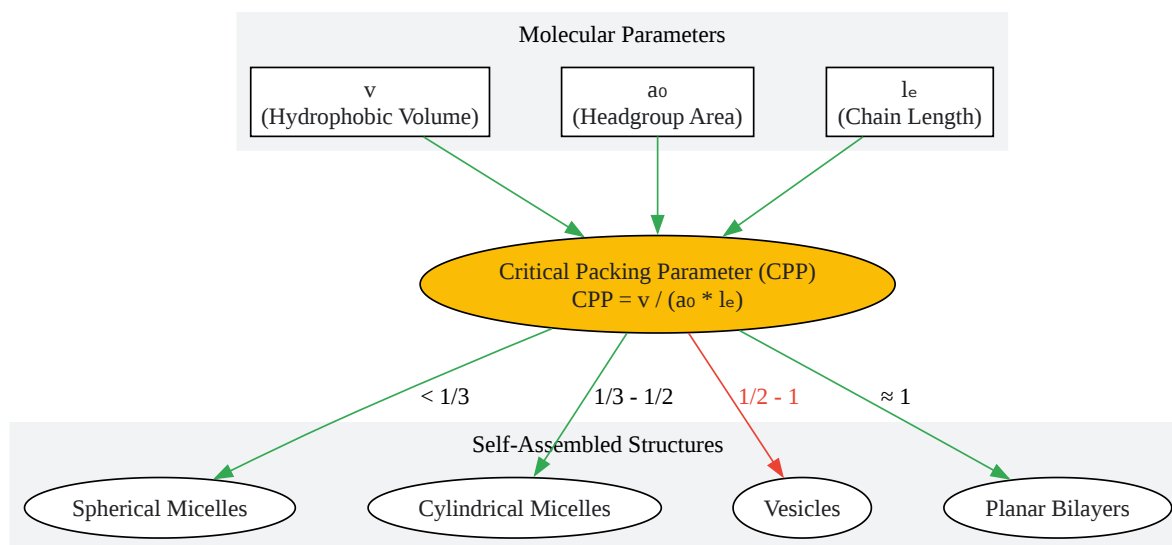 Molecular Parameters
v
(Hydrophobic Volume)
a₀
(Headgroup Area)
lₑ
(Chain Length)
Critical Packing Parameter (CPP)
CPP = v / (a₀ * lₑ)
< 1/3
1/3 - 1/2
1/2 - 1
≈ 1
Self-Assembled Structures
Spherical Micelles
Cylindrical Micelles
Vesicles
Planar Bilayers